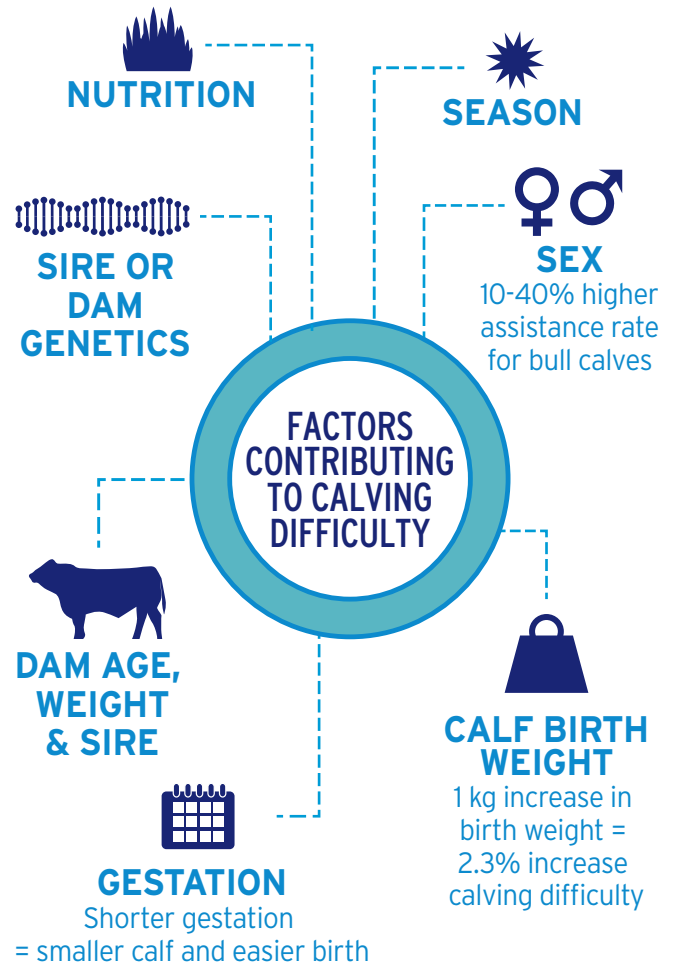 NUTRITION
SEASON
SIRE OR
DAM
GENETICS
SEX
10-40% higher
assistance rate
for bull calves
FACTORS
CONTRIBUTING
TO CALVING
DIFFICULTY
DAM AGE,
WEIGHT
& SIRE
CALF BIRTH
WEIGHT
1 kg increase in
birth weight =
2.3% increase
calving difficulty
GESTATION
Shorter gestation
= smaller calf and easier birth